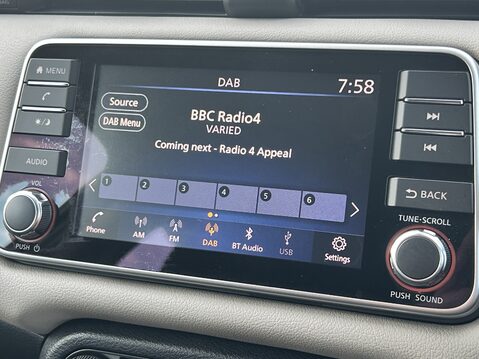 MENU
AUDIO
VOL
PUSH
DAB
7:58
Source
DAB Menu
BBC Radio4
VARIED
Coming next - Radio 4 Appeal
1 2 3 4 5 6
Phone
AM
FM
DAB
BT Audio
USB
Settings
BACK
TUNE·SCROLL
PUSH SOUND